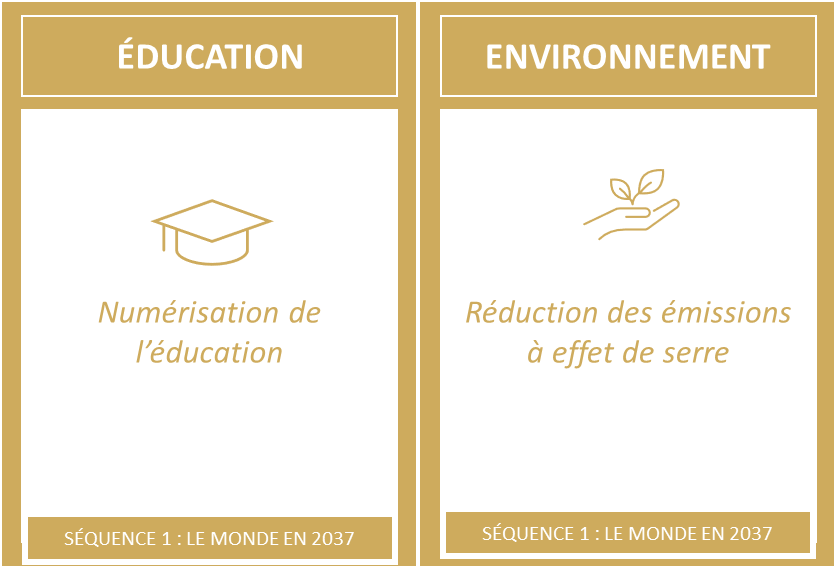 ÉDUCATION
Numérisation de
l’éducation
SÉQUENCE 1 : LE MONDE EN 2037
ENVIRONNEMENT
Réduction des émissions
à effet de serre
SÉQUENCE 1 : LE MONDE EN 2037